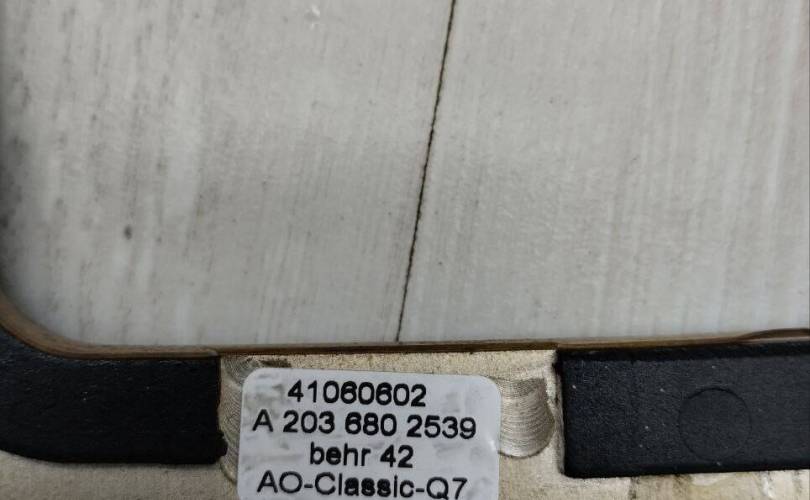 41060602
A 203 680 2539
behr 42
AO-Classic-Q7